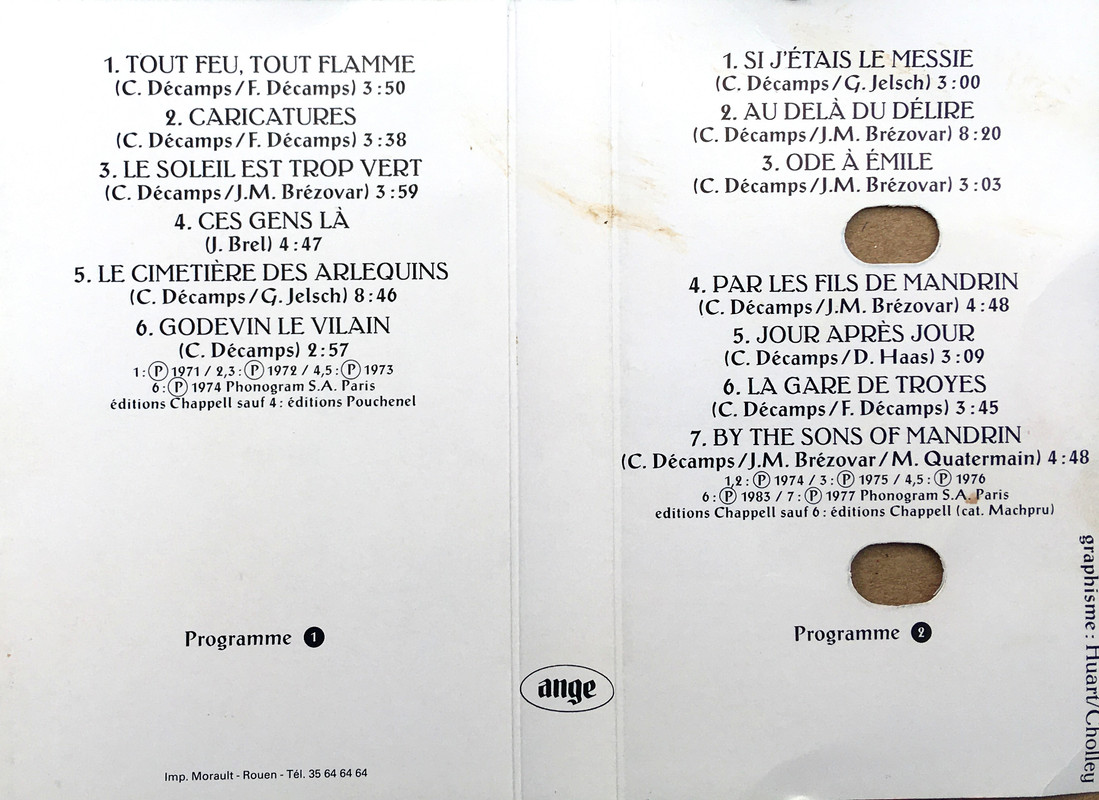 1. TOUT FEU, TOUT FLAMME
(C. Décamps/F. Décamps) 3:50
2. CARICATURES
(C. Décamps/F. Décamps) 3:38
3. LE SOLEIL EST TROP VERT
(C. Décamps/J.M. Brézovar) 3:59
4. CES GENS LÀ
(J. Brel) 4:47
5. LE CIMETIÈRE DES ARLEQUINS
(C. Décamps/G. Jelsch) 8:46
6. GODEVIN LE VILAIN
(C. Décamps) 2:57
1: Ⓟ 1971 / 2,3: Ⓟ 1972 / 4,5: Ⓟ 1973
6: Ⓟ 1974 Phonogram S.A. Paris
éditions Chappell sauf 4: éditions Pouchenel
Programme 1
Imp. Morault - Rouen - Tél. 35 64 64 64
ange
1. SI J'ÉTAIS LE MESSIE
(C. Décamps/G. Jelsch) 3:00
2. AU DELÀ DU DÉLIRE
(C. Décamps/J.M. Brézovar) 8:20
3. ODE À ÉMILE
(C. Décamps/J.M. Brézovar) 3:03
4. PAR LES FILS DE MANDRIN
(C. Décamps/J.M. Brézovar) 4:48
5. JOUR APRÈS JOUR
(C. Décamps/D. Haas) 3:09
6. LA GARE DE TROYES
(C. Décamps/F. Décamps) 3:45
7. BY THE SONS OF MANDRIN
(C. Décamps/J.M. Brézovar/M. Quatermain) 4:48
1,2: Ⓟ 1974 / 3: Ⓟ 1975 / 4,5: Ⓟ 1976
6: Ⓟ 1983 / 7: Ⓟ 1977 Phonogram S.A. Paris
editions Chappell sauf 6: éditions Chappell (cat. Machpru)
Programme 2
graphisme: Huart/Cholley